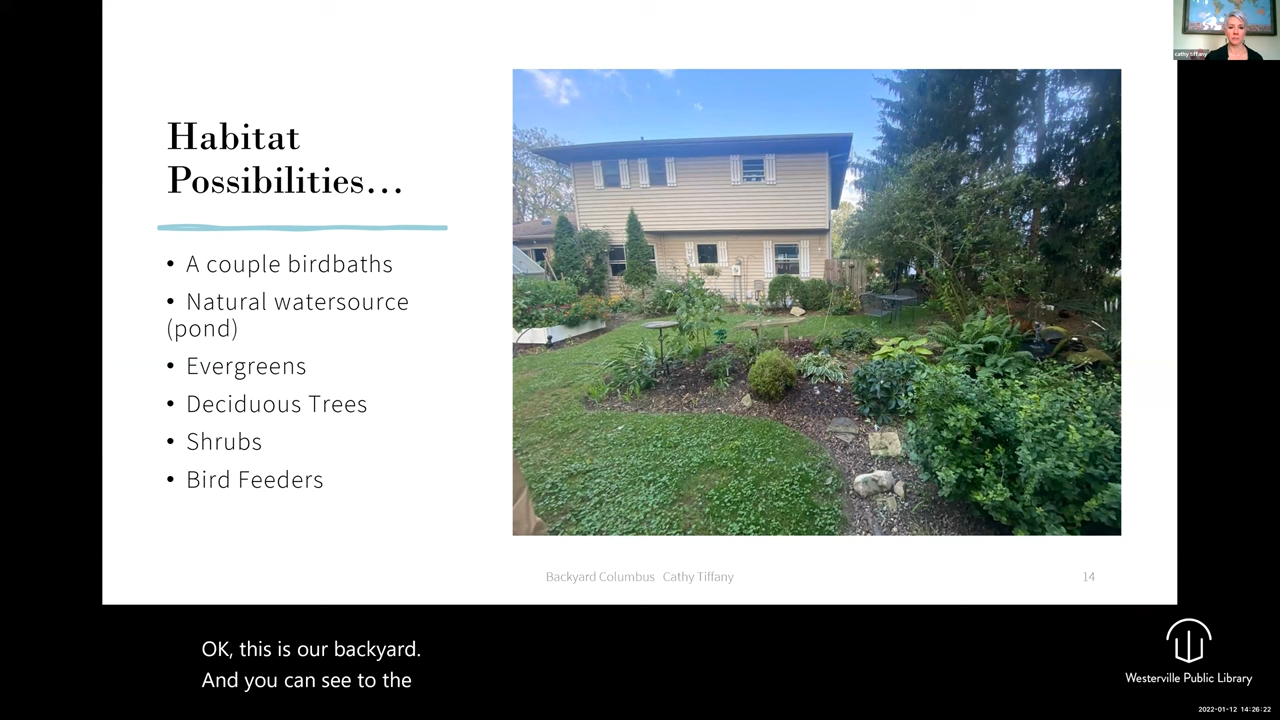 cathy tiffany
Habitat
Possibilities...
• A couple birdbaths
• Natural watersource
(pond)
• Evergreens
• Deciduous Trees
• Shrubs
• Bird Feeders
Backyard Columbus Cathy Tiffany
14
OK, this is our backyard.
And you can see to the
Westerville Public Library
2022-01-12 14:26:22